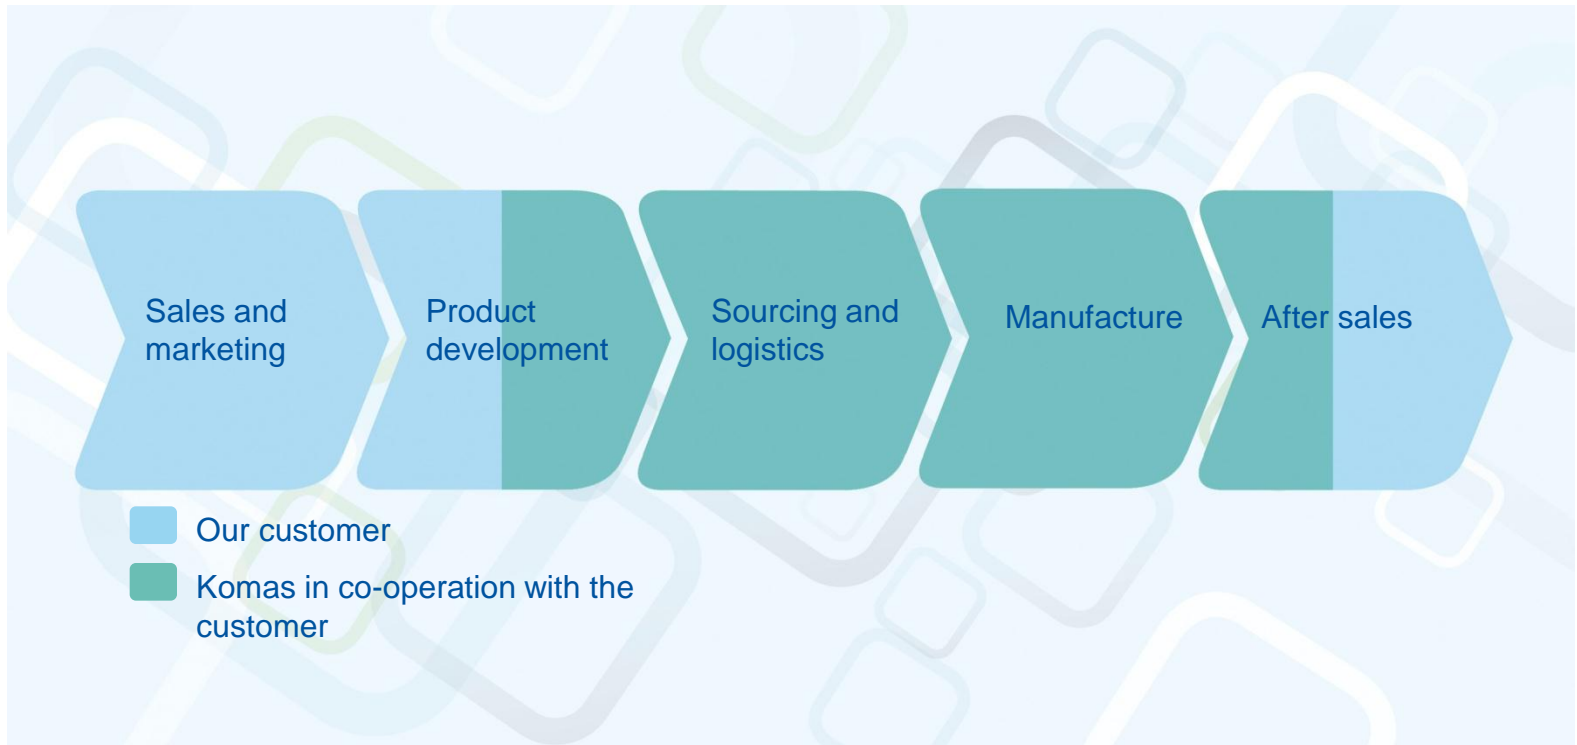 Sales and
marketing
Product
development
Sourcing and
logistics
Manufacture
After sales
Our customer
Komas in co-operation with the
customer